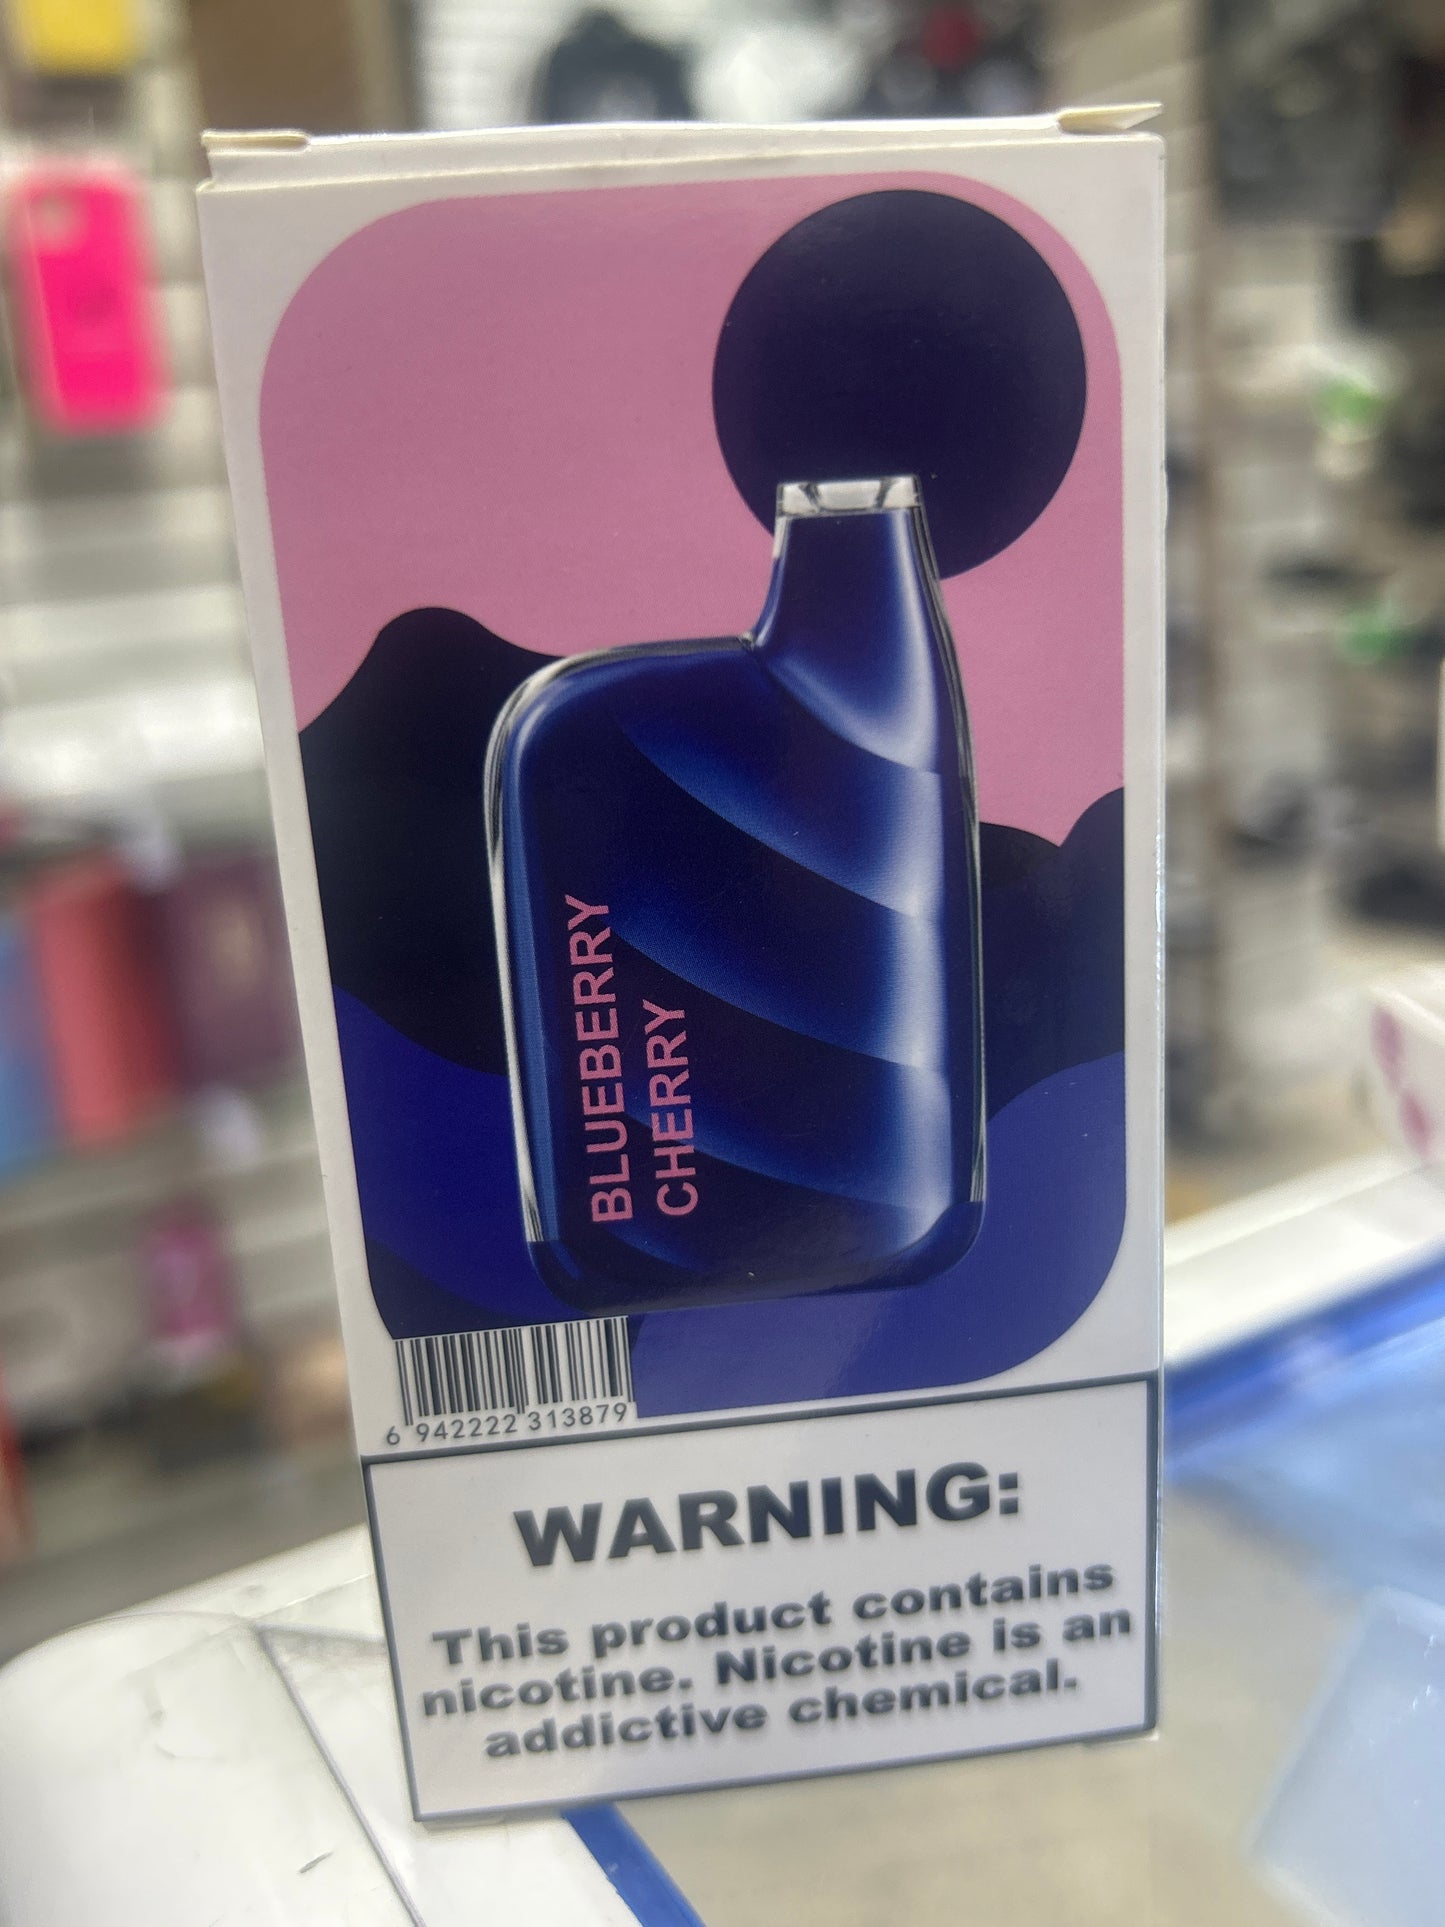 BLUEBERRY
CHERRY
6 942222 313879
WARNING:
This product contains
nicotine. Nicotine is an
addictive chemical.